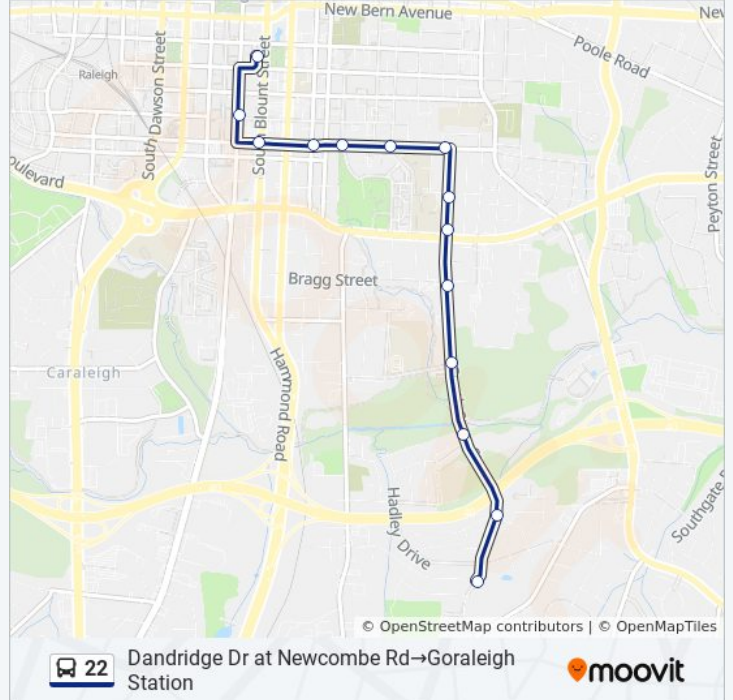 New Bern Avenue
Nev
Poole Road
Raleigh
South Dawson Street
South Blount Street
Peyton Street
oulevard
Bragg Street
Caraleigh
Hammond Road
Hadley Drive
Southgate
© OpenStreetMap contributors | © OpenMapTiles
22
Dandridge Dr at Newcombe Rd→Goraleigh
Station
moovit